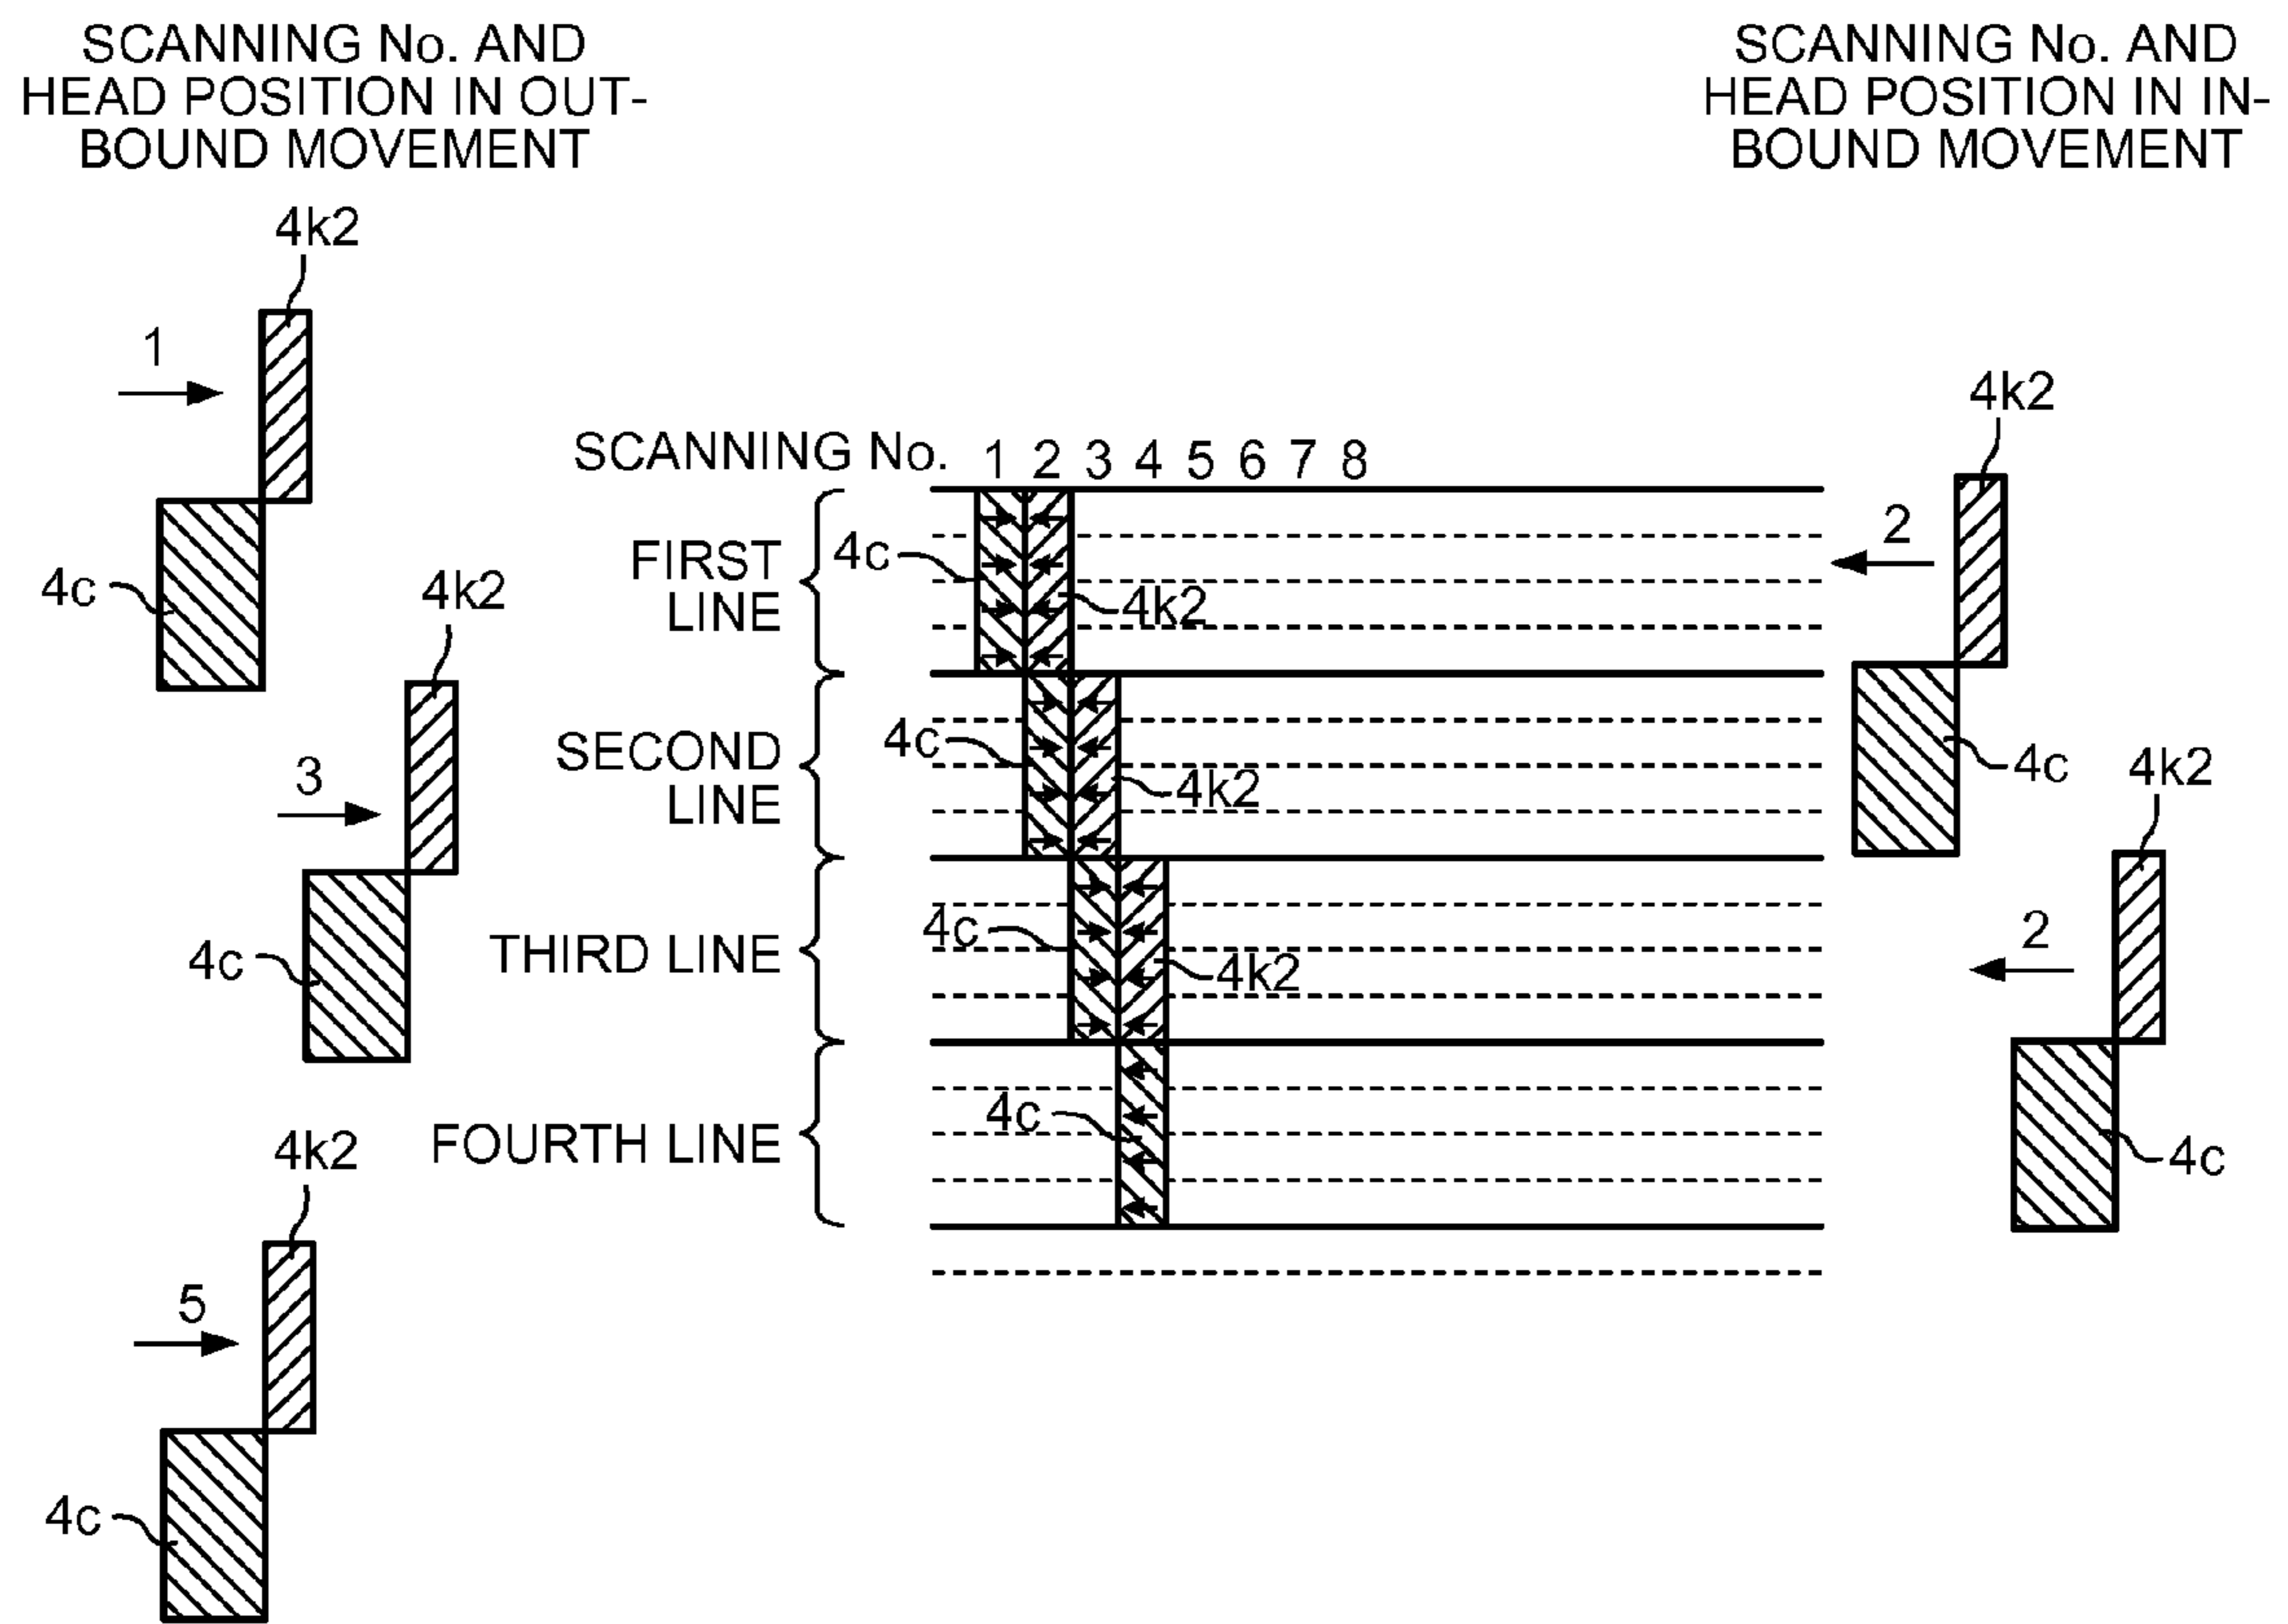 SCANNING No. AND
HEAD POSITION IN OUT-
BOUND MOVEMENT
SCANNING No. AND
HEAD POSITION IN IN-
BOUND MOVEMENT
4k2
1
4c
4k2
3
4c
4k2
5
4c
SCANNING No. 1 2 3 4 5 6 7 8
FIRST
LINE
4c
4k2
SECOND
LINE
4c
4k2
THIRD LINE
4c
4k2
FOURTH LINE
4c
4k2
2
4c
4k2
2
4c